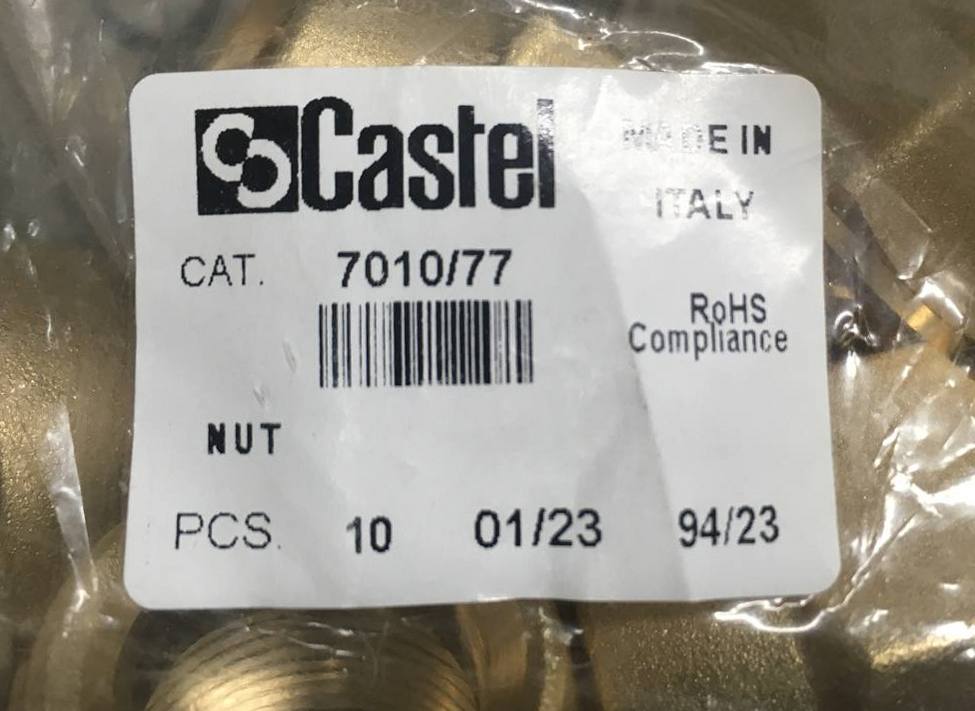 Castel
MADE IN
ITALY
CAT. 7010/77
RoHS
Compliance
NUT
PCS. 10 01/23 94/23